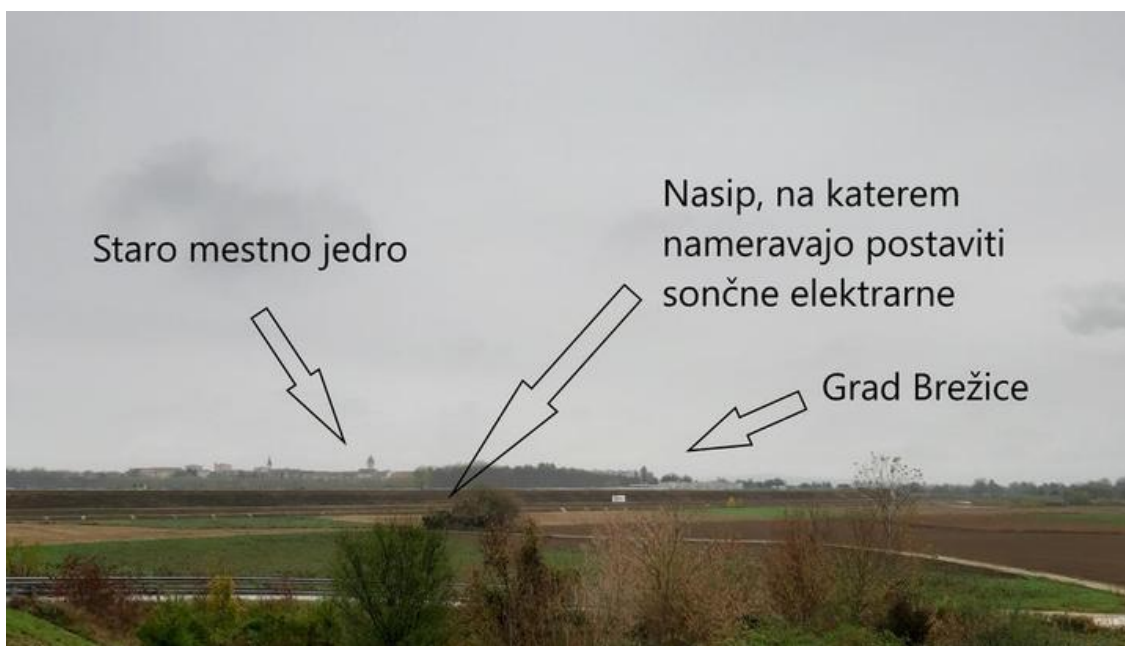 Staro mestno jedro
Nasip, na katerem
nameravajo postaviti
sončne elektrarne
Grad Brežice